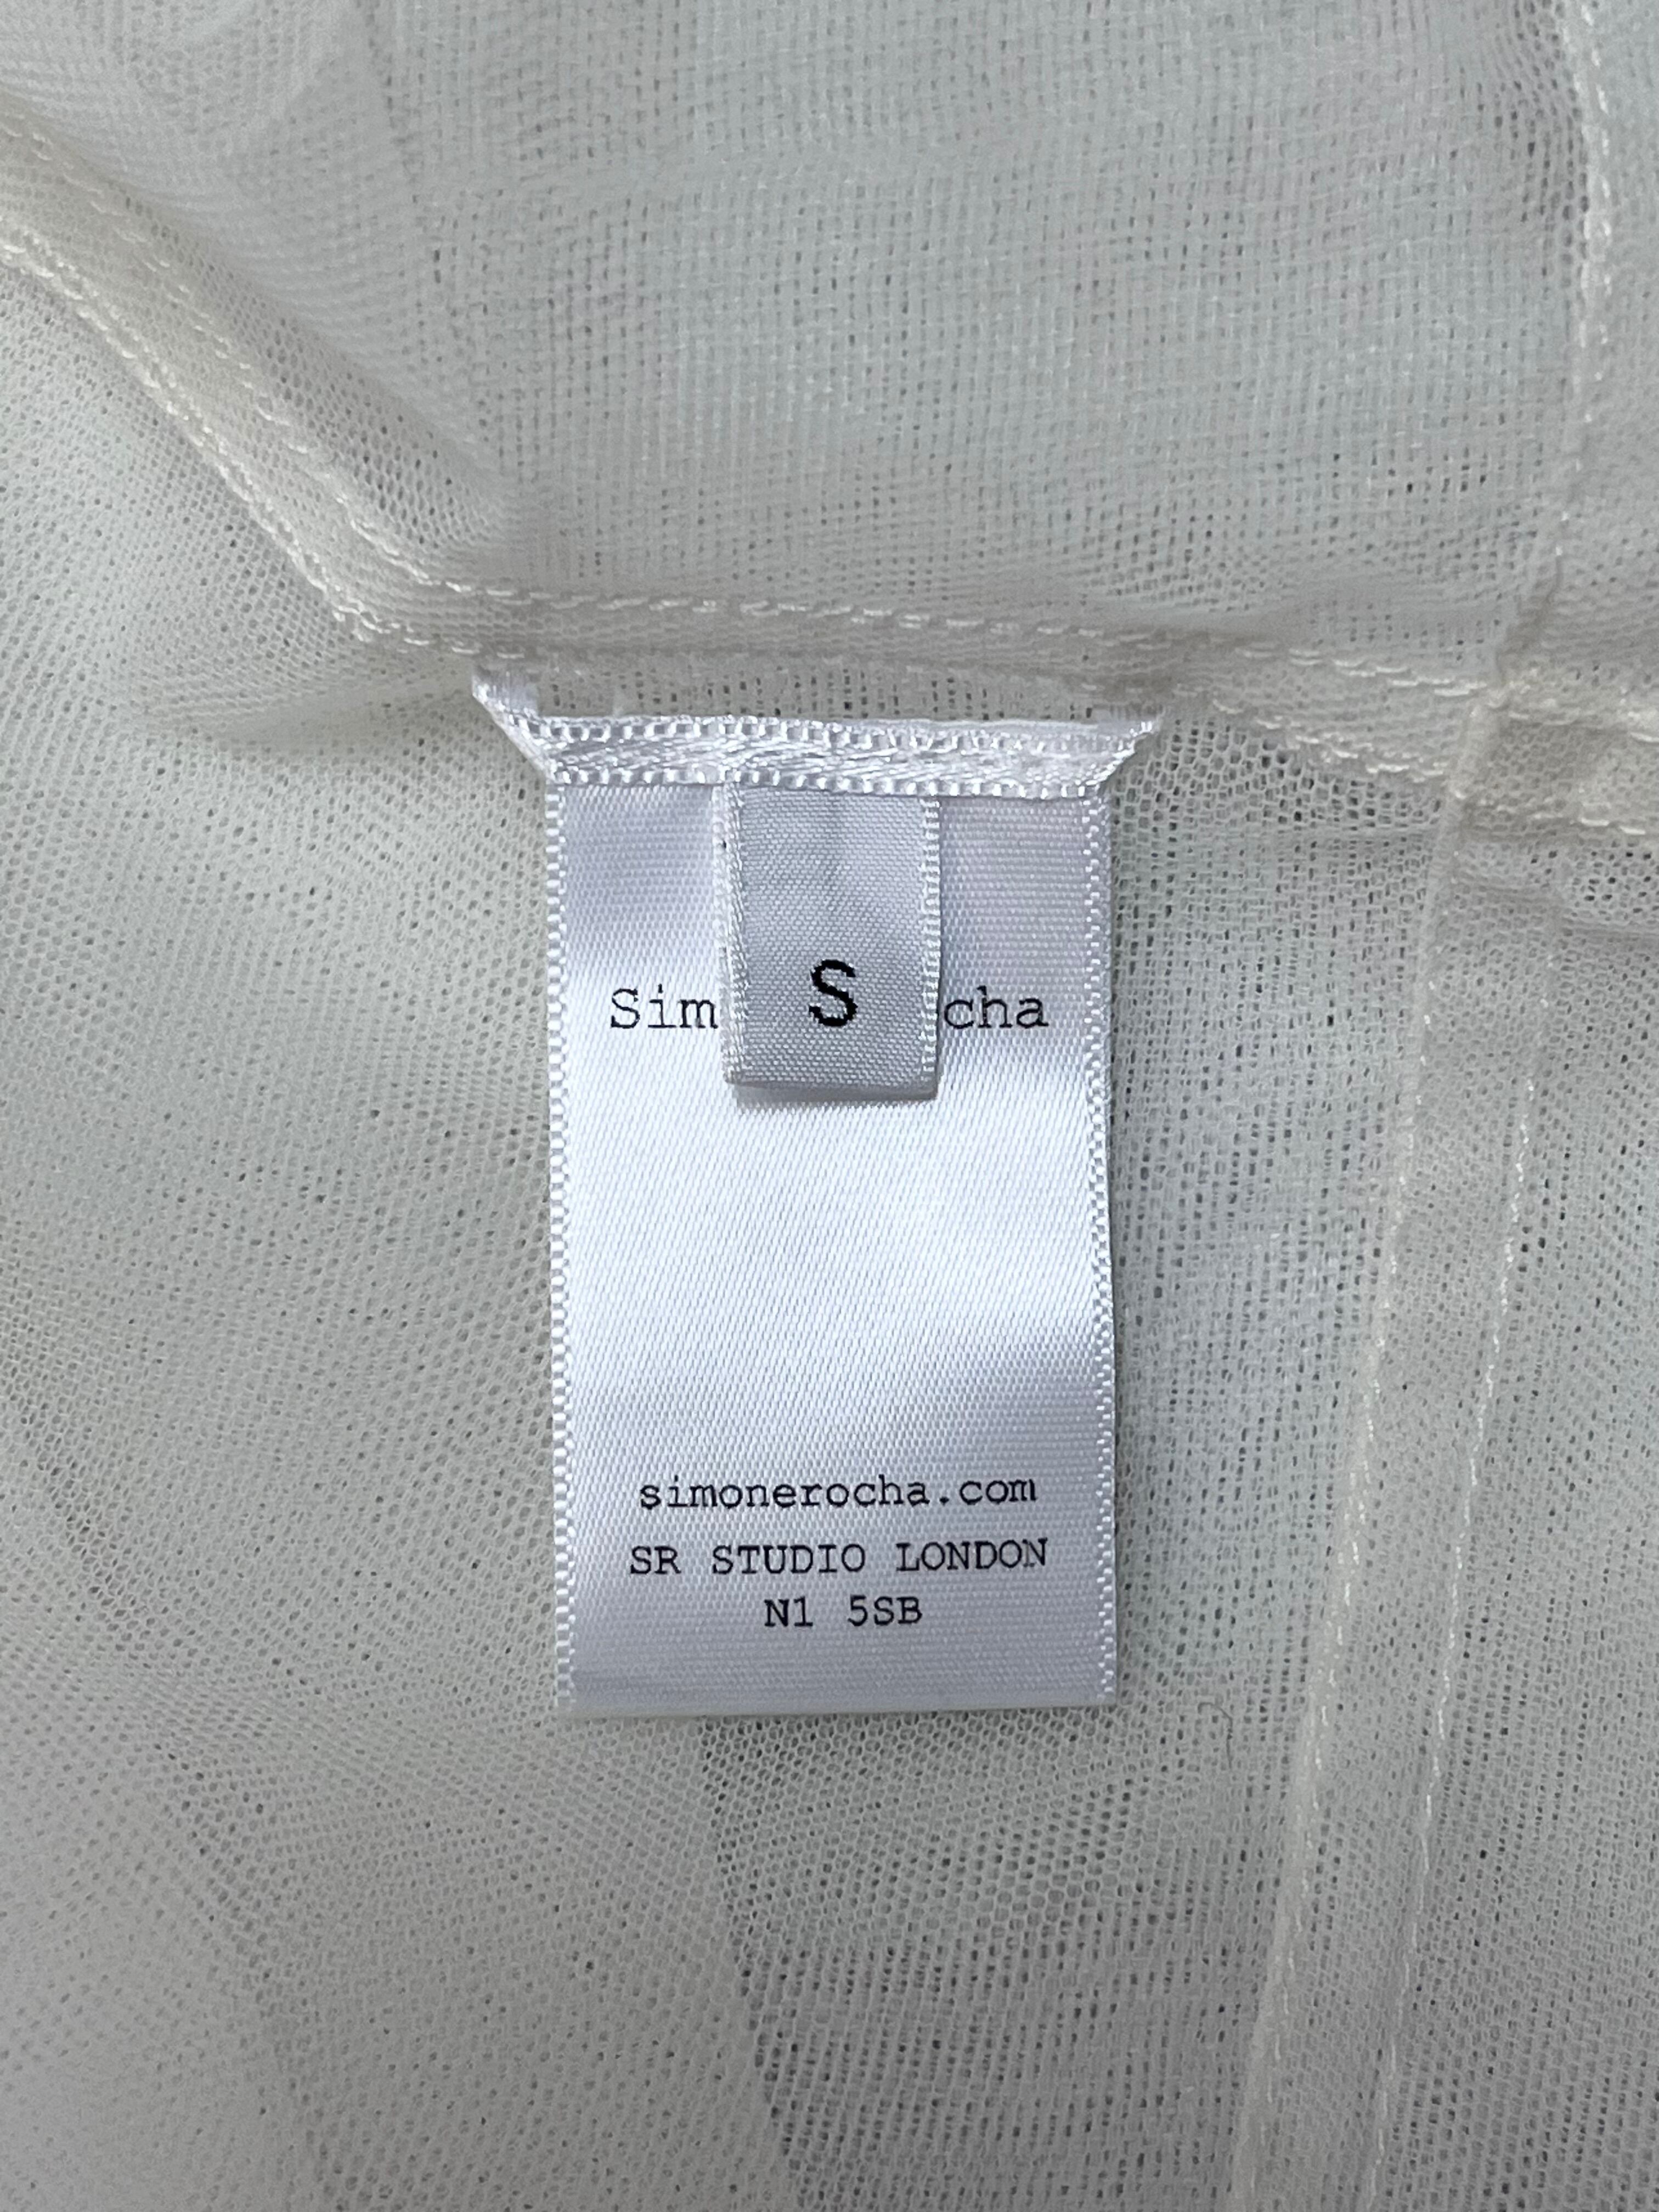 Sim S cha
simonerocha.com
SR STUDIO LONDON
N1 5SB